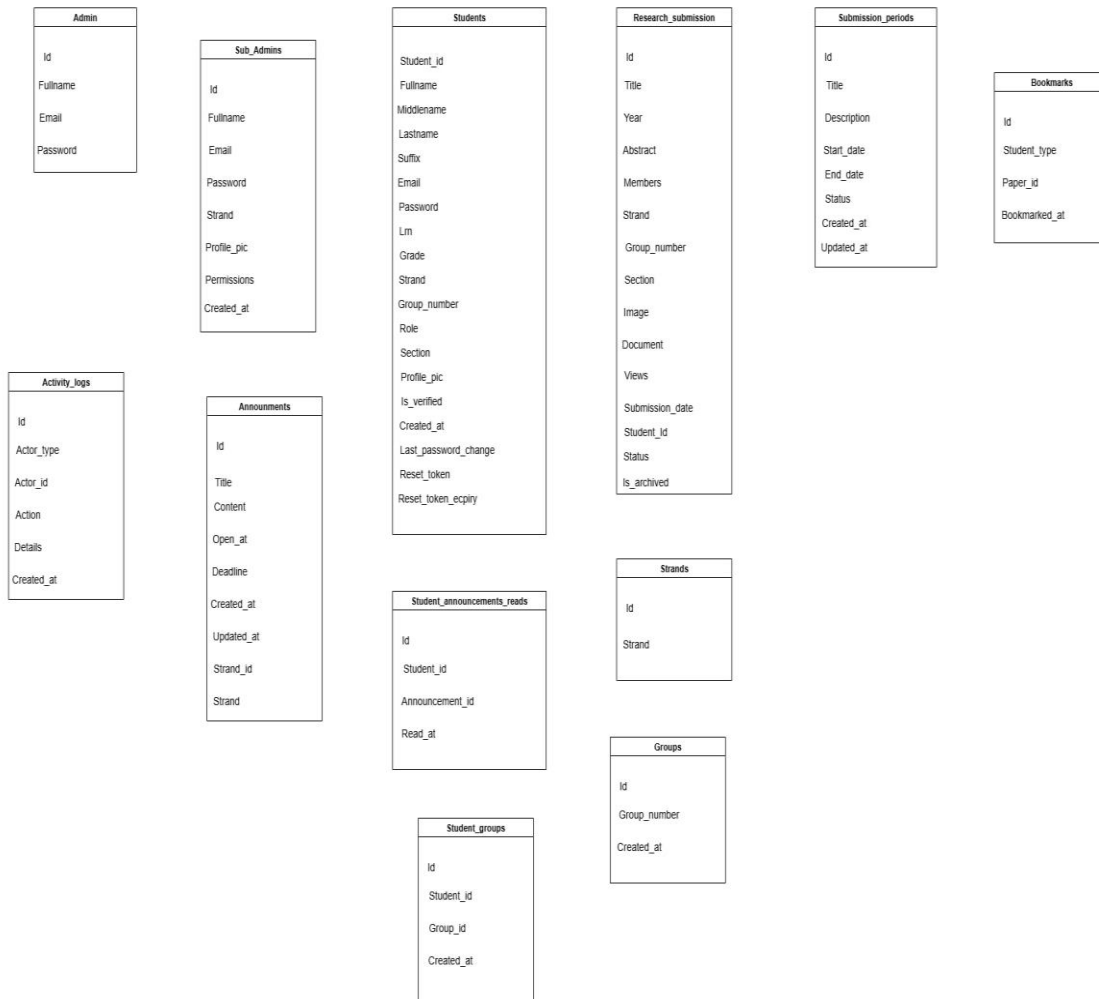 Admin
Id
Fullname
Email
Password
Sub_Admins
Id
Fullname
Email
Password
Strand
Profile_pic
Permissions
Created_at
Students
Student_id
Fullname
Middlename
Lastname
Suffix
Email
Password
Lrn
Grade
Strand
Group_number
Role
Section
Profile_pic
Is_verified
Created_at
Last_password_change
Reset_token
Reset_token_ecpiry
Research_submission
Id
Title
Year
Abstract
Members
Strand
Group_number
Section
Image
Document
Views
Submission_date
Student_Id
Status
Is_archived
Submission_periods
Id
Title
Description
Start_date
End_date
Status
Created_at
Updated_at
Bookmarks
Id
Student_type
Paper_id
Bookmarked_at
Activity_logs
Id
Actor_type
Actor_id
Action
Details
Created_at
Announments
Id
Title
Content
Open_at
Deadline
Created_at
Updated_at
Strand_id
Strand
Student_announcements_reads
Id
Student_id
Announcement_id
Read_at
Strands
Id
Strand
Groups
Id
Group_number
Created_at
Student_groups
Id
Student_id
Group_id
Created_at